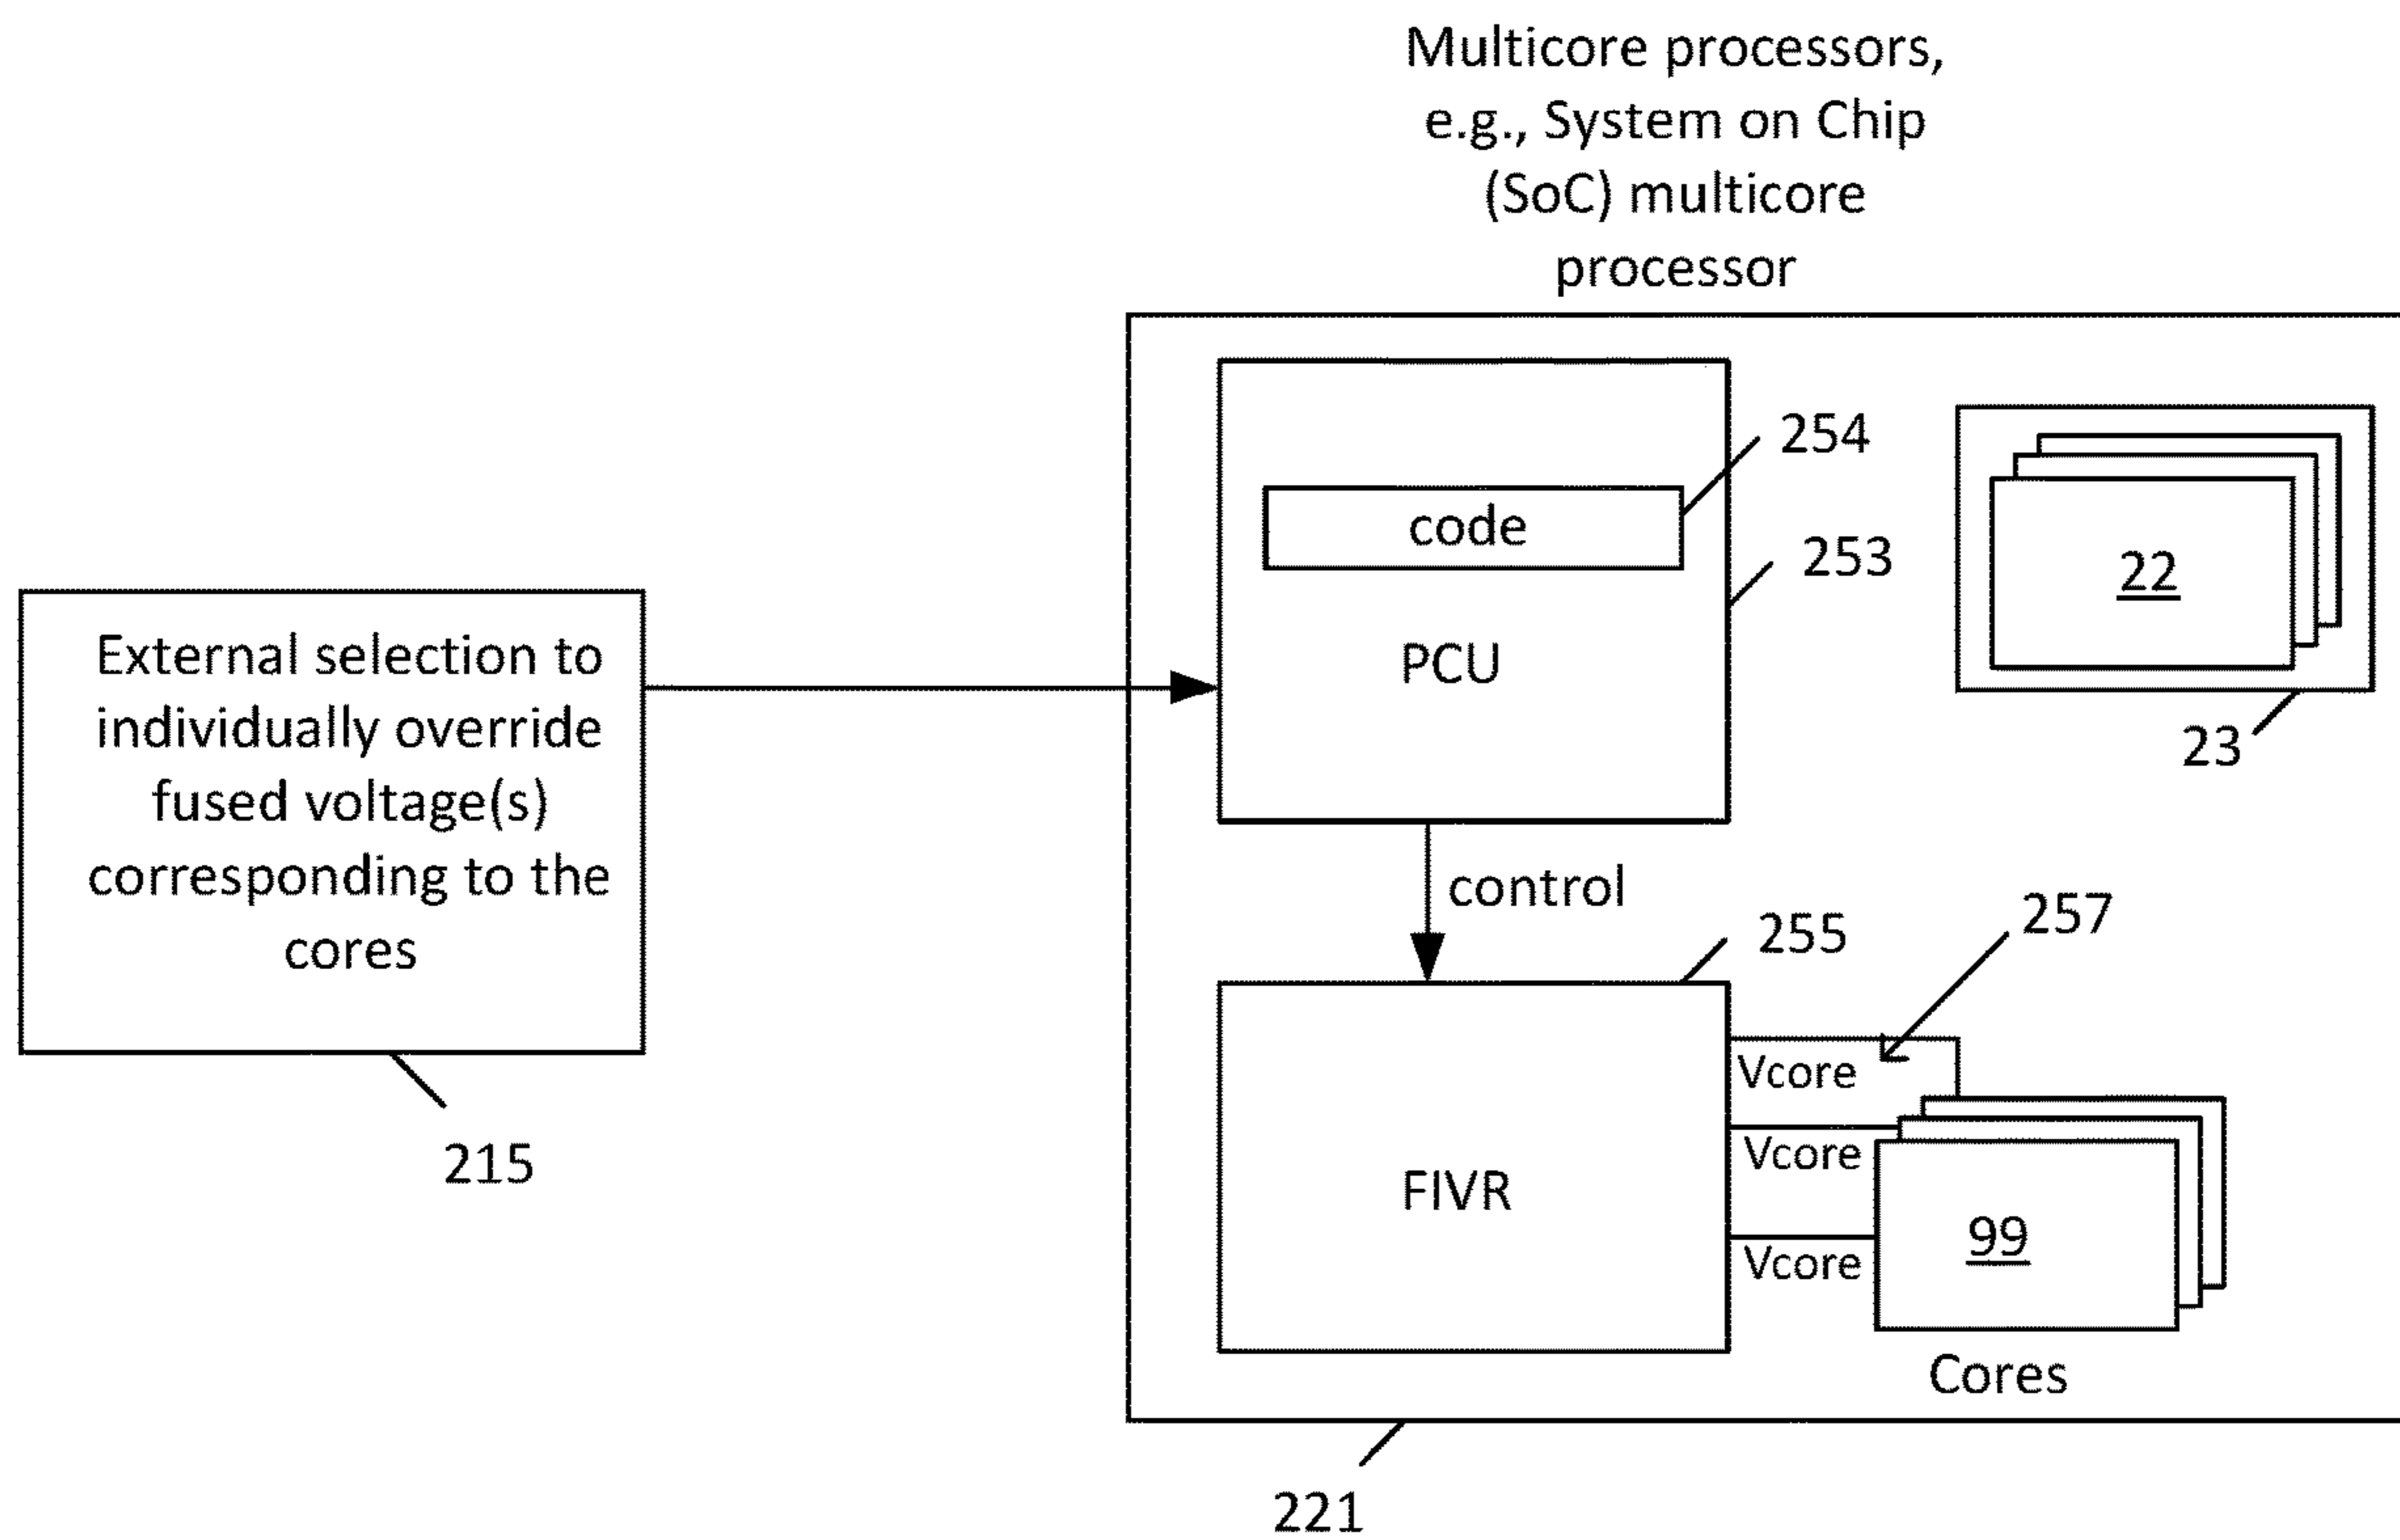 Multicore processors,
e.g., System on Chip
(SoC) multicore
processor
External selection to
individually override
fused voltage(s)
corresponding to the
cores
215
code
PCU
254
253
22
23
control
255
257
FIVR
Vcore
Vcore
Vcore
99
Cores
221